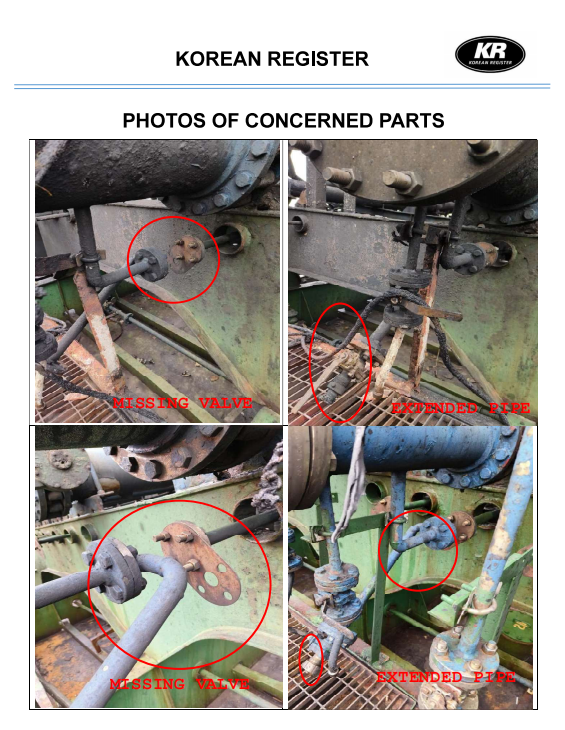 KOREAN REGISTER
KR
KOREAN REGISTER
PHOTOS OF CONCERNED PARTS
MISSING VALVE
EXTENDED PIPE
MISSING VALVE
EXTENDED PIPE